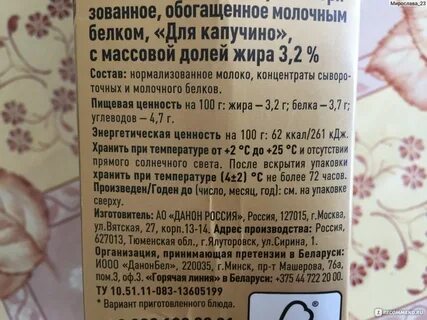 Мирослава_23
зованное, обогащенное молочным
белком, «Для капучино»,
с массовой долей жира 3,2 %
Состав: нормализованное молоко, концентраты сыворо-
точных и молочного белков.
Пищевая ценность на 100 г: жира – 3,2 г; белка – 3,7 г;
углеводов – 4,7 г.
Энергетическая ценность на 100 г: 62 ккал/261 кДж.
Хранить при температуре от +2 °С до +25 °С и отсутствии
прямого солнечного света. После вскрытия упаковки
хранить при температуре (4±2) °С не более 72 часов.
Произведен/Годен до (число, месяц, год): см. на упаковке
сверху.
Изготовитель: АО «ДАНОН РОССИЯ», Россия, 127015, г.Москва,
ул.Вятская, 27, корп.13-14. Адрес производства: Россия,
627013, Тюменская обл., г.Ялуторовск, ул.Сирина, 1.
Организация, принимающая претензии в Беларуси:
ИООО «ДанонБел», 220035, г.Минск, пр-т Машерова, 76а,
пом.3, оф.3. «Горячая линия» в Беларуси: + 375 44 722 20 00.
ТУ 10.51.11-083-13605199
* Вариант приготовленного блюда.
IRECOMMEND.RU